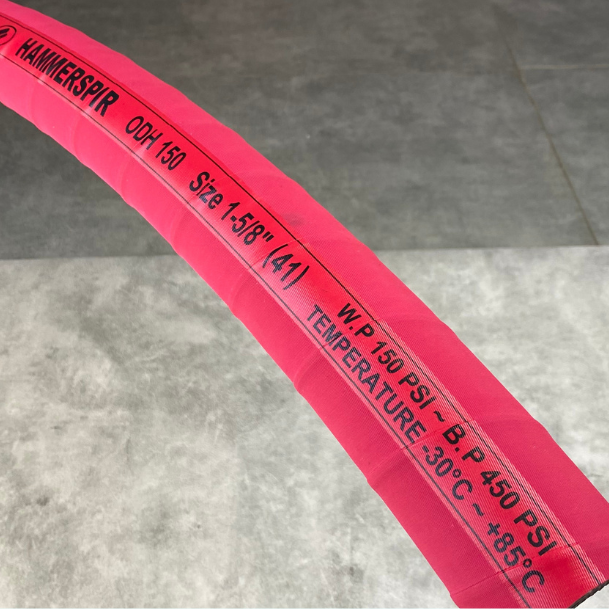 HAMMERSPIR ODH 150 Size 1-5/8" (41)
W.P 150 PSI ~ B.P 450 PSI
TEMPERATURE -30°C ~ +85°C